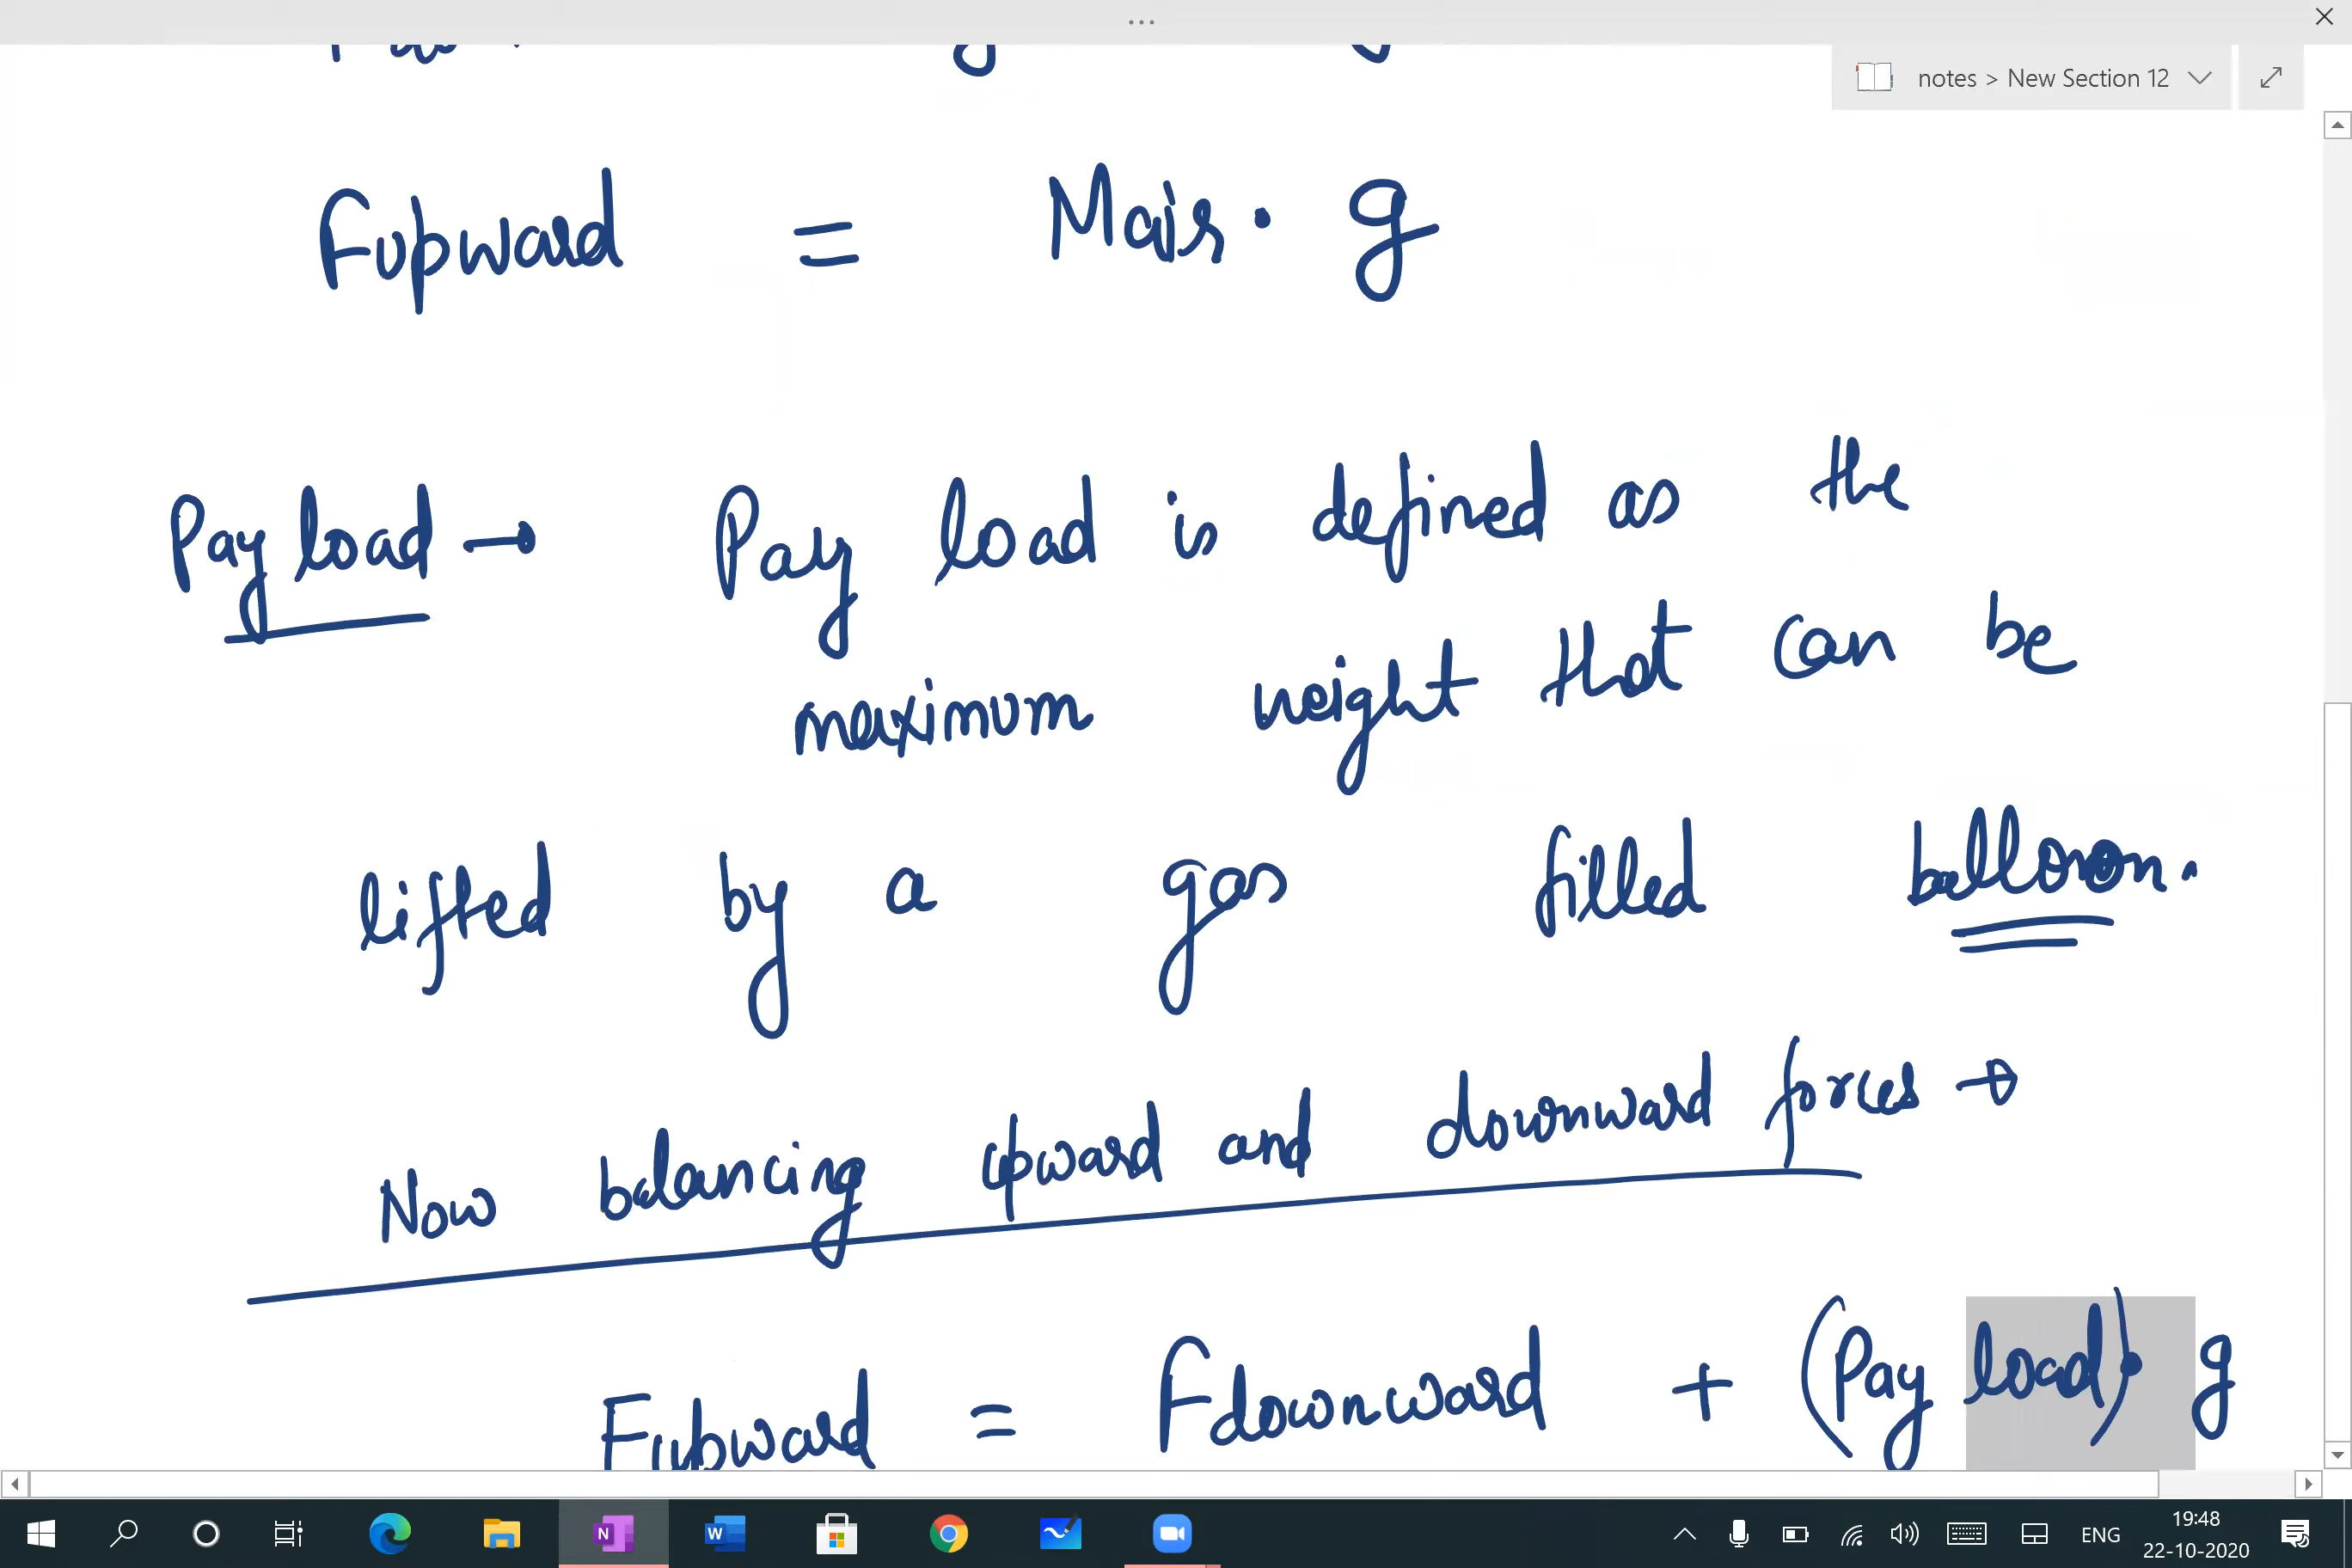 ...
notes > New Section 12
Fupward = Mair. g
Pay load → Pay load is defined as the
maximum weight that can be
lifted by a gas filled balloon.
Now balancing upward and downward forces →
Fupward = Fdownward + (Pay load). g
N
W
ENG
19:48
22-10-2020